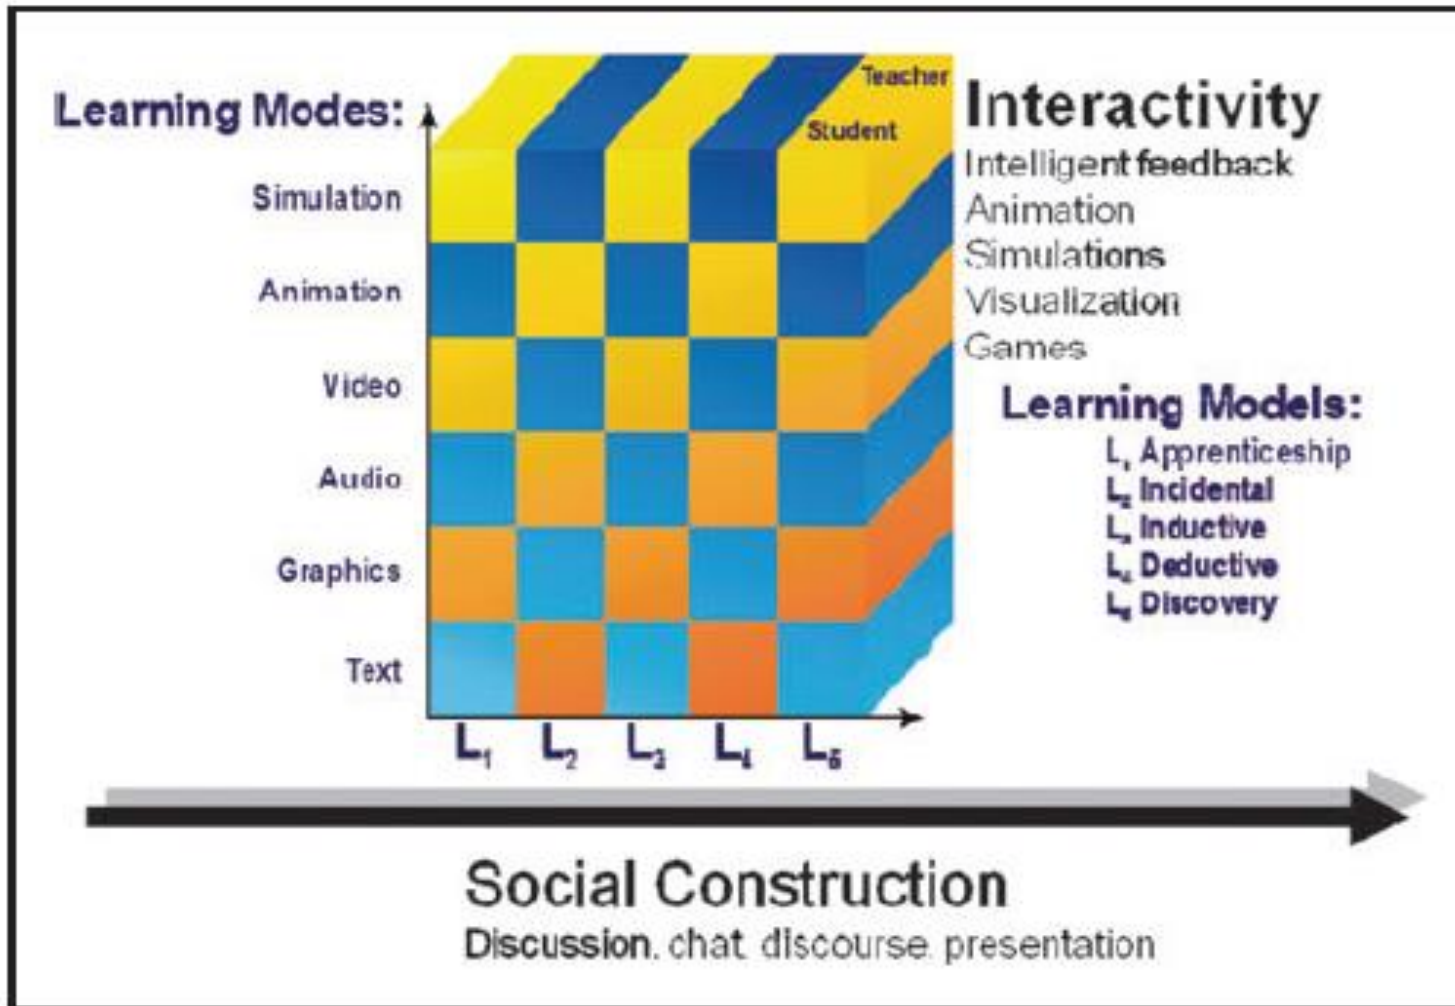 Learning Modes:
Simulation
Animation
Video
Audio
Graphics
Text
Teacher
Student
L₁ L₂ L₃ L₄ L₅
Interactivity
Intelligent feedback
Animation
Simulations
Visualization
Games
Learning Models:
L₁ Apprenticeship
L₂ Incidental
L₃ Inductive
L₄ Deductive
L₅ Discovery
Social Construction
Discussion, chat, discourse, presentation